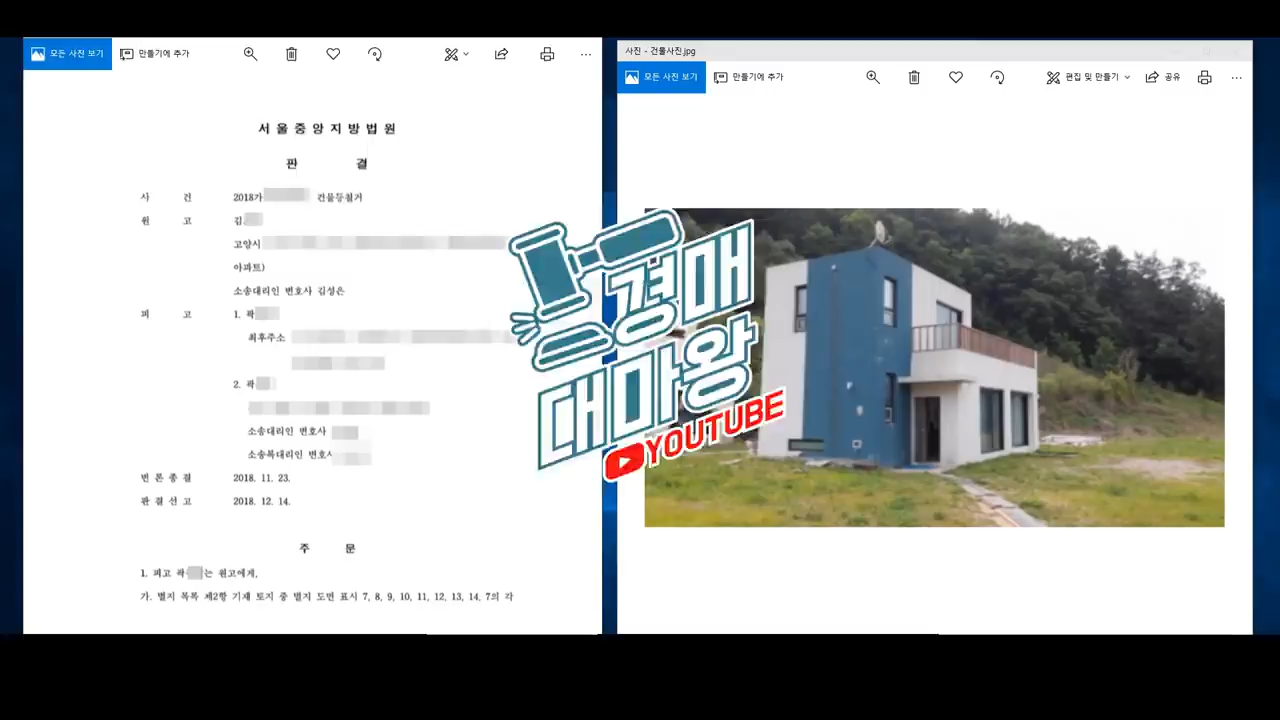 모든 사진 보기
만들기에 추가
서울중앙지방법원
판 결
사 건 2018가 건물등철거
원 고 김
고양시
아파트)
소송대리인 변호사 김성은
피 고 1. 곽
최후주소
2. 곽
소송대리인 변호사
소송복대리인 변호사
변론종결 2018. 11. 23.
판결선고 2018. 12. 14.
주 문
1. 피고 곽 는 원고에게,
가. 별지 목록 제2항 기재 토지 중 별지 도면 표시 7, 8, 9, 10, 11, 12, 13, 14, 7의 각
경매
대마왕
YOUTUBE
사진 - 건물사진.jpg
모든 사진 보기
만들기에 추가
편집 및 만들기
공유